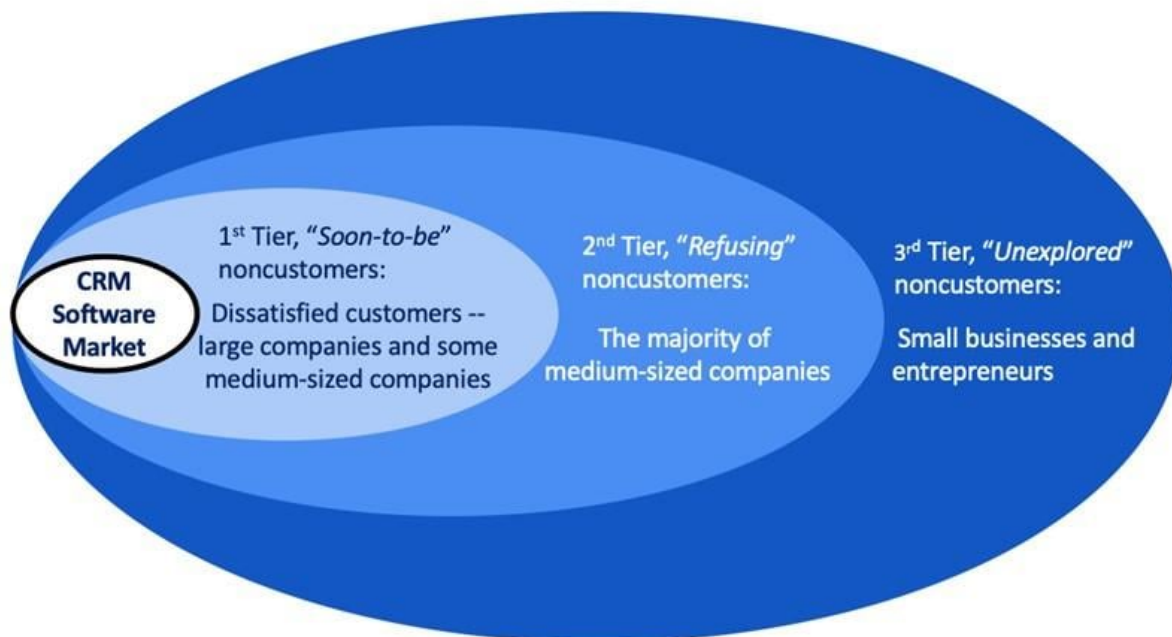 CRM
Software
Market
1st Tier, “Soon-to-be”
noncustomers:
Dissatisfied customers --
large companies and some
medium-sized companies
2nd Tier, “Refusing”
noncustomers:
The majority of
medium-sized companies
3rd Tier, “Unexplored”
noncustomers:
Small businesses and
entrepreneurs